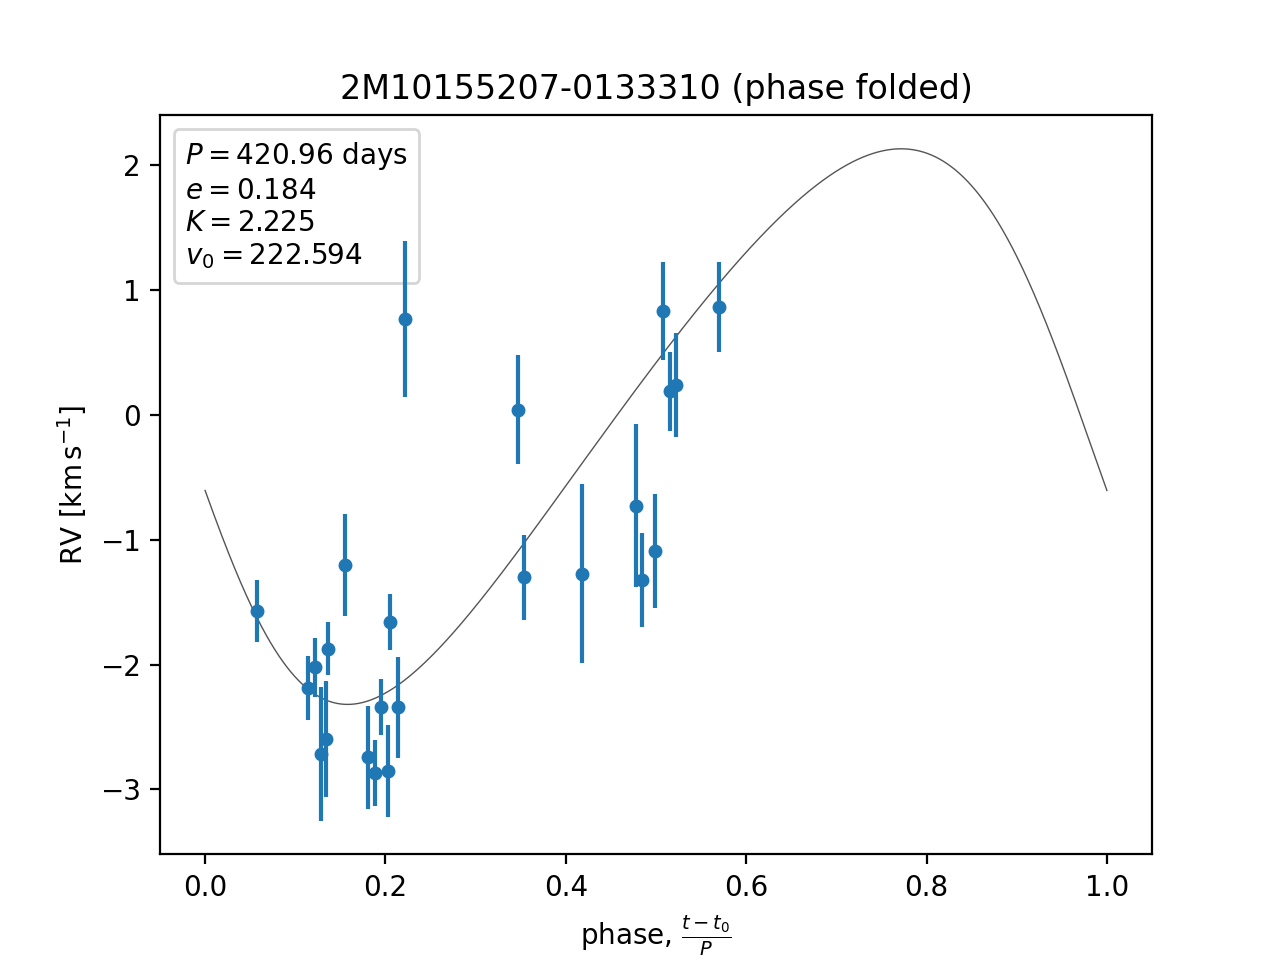 2M10155207-0133310 (phase folded)
P = 420.96 days
e = 0.184
K = 2.225
v₀ = 222.594
2
1
0
−1
−2
−3
RV [km s⁻¹]
0.0 0.2 0.4 0.6 0.8 1.0
phase, (t − t₀)/P